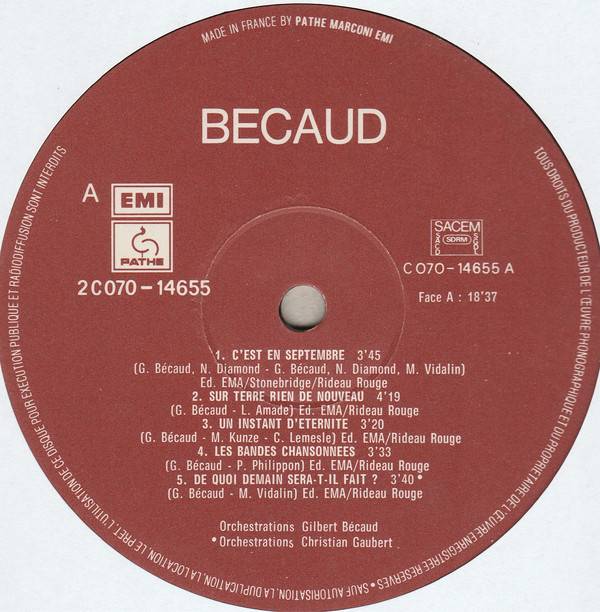 MADE IN FRANCE BY PATHE MARCONI EMI
BECAUD
A
EMI
PATHE
2C070-14655
SACEM
SACD SDRM SGDL
C 070-14655 A
Face A : 18'37
1. C'EST EN SEPTEMBRE 3'45
(G. Bécaud, N. Diamond - G. Bécaud, N. Diamond, M. Vidalin)
Ed. EMA/Stonebridge/Rideau Rouge
2. SUR TERRE RIEN DE NOUVEAU 4'19
(G. Bécaud - L. Amade) Ed. EMA/Rideau Rouge
3. UN INSTANT D'ETERNITE 3'20
(G. Bécaud - M. Kunze - C. Lemesle) Ed. EMA/Rideau Rouge
4. LES BANDES CHANSONNEES 3'33
(G. Bécaud - P. Philippon) Ed. EMA/Rideau Rouge
5. DE QUOI DEMAIN SERA-T-IL FAIT ? 3'40 •
(G. Bécaud - M. Vidalin) Ed. EMA/Rideau Rouge
Orchestrations Gilbert Bécaud
• Orchestrations Christian Gaubert
TOUS DROITS DU PRODUCTEUR DE L'ŒUVRE PHONOGRAPHIQUE ET DU PROPRIETAIRE DE L'ŒUVRE ENREGISTREE RESERVES • SAUF AUTORISATION, LA DUPLICATION, LA LOCATION, LE PRET, L'UTILISATION DE CE DISQUE POUR EXECUTION PUBLIQUE ET RADIODIFFUSION SONT INTERDITS